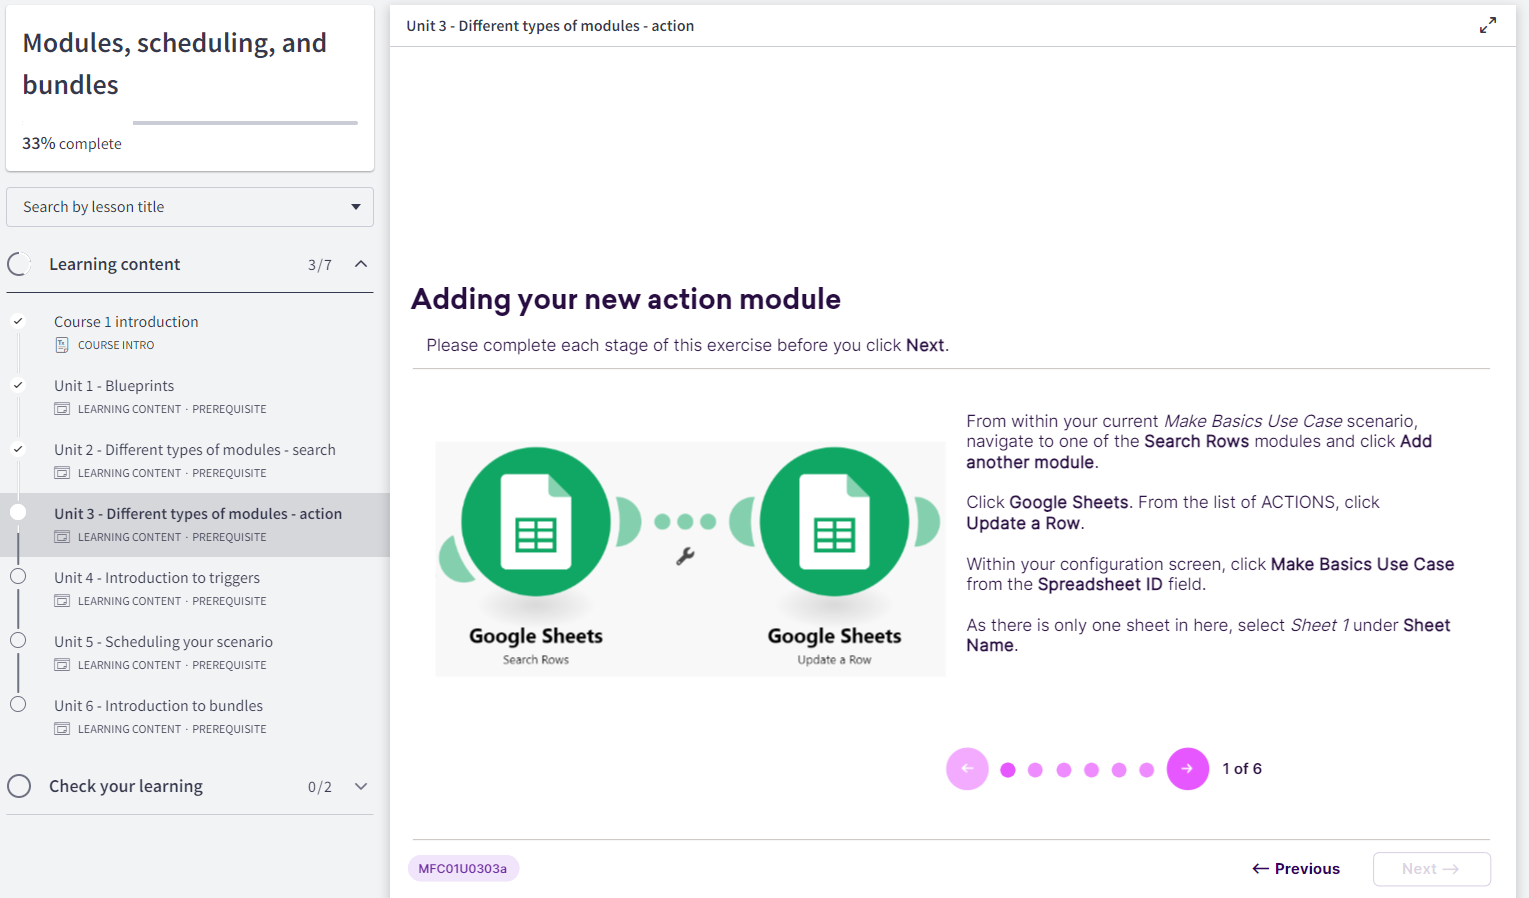 Modules, scheduling, and
bundles
33% complete
Search by lesson title
Learning content 3/7
Course 1 introduction
COURSE INTRO
Unit 1 - Blueprints
LEARNING CONTENT · PREREQUISITE
Unit 2 - Different types of modules - search
LEARNING CONTENT · PREREQUISITE
Unit 3 - Different types of modules - action
LEARNING CONTENT · PREREQUISITE
Unit 4 - Introduction to triggers
LEARNING CONTENT · PREREQUISITE
Unit 5 - Scheduling your scenario
LEARNING CONTENT · PREREQUISITE
Unit 6 - Introduction to bundles
LEARNING CONTENT · PREREQUISITE
Check your learning 0/2
Unit 3 - Different types of modules - action
Adding your new action module
Please complete each stage of this exercise before you click Next.
Google Sheets
Search Rows
Google Sheets
Update a Row
From within your current Make Basics Use Case scenario,
navigate to one of the Search Rows modules and click Add
another module.
Click Google Sheets. From the list of ACTIONS, click
Update a Row.
Within your configuration screen, click Make Basics Use Case
from the Spreadsheet ID field.
As there is only one sheet in here, select Sheet 1 under Sheet
Name.
1 of 6
MFC01U0303a
← Previous
Next →